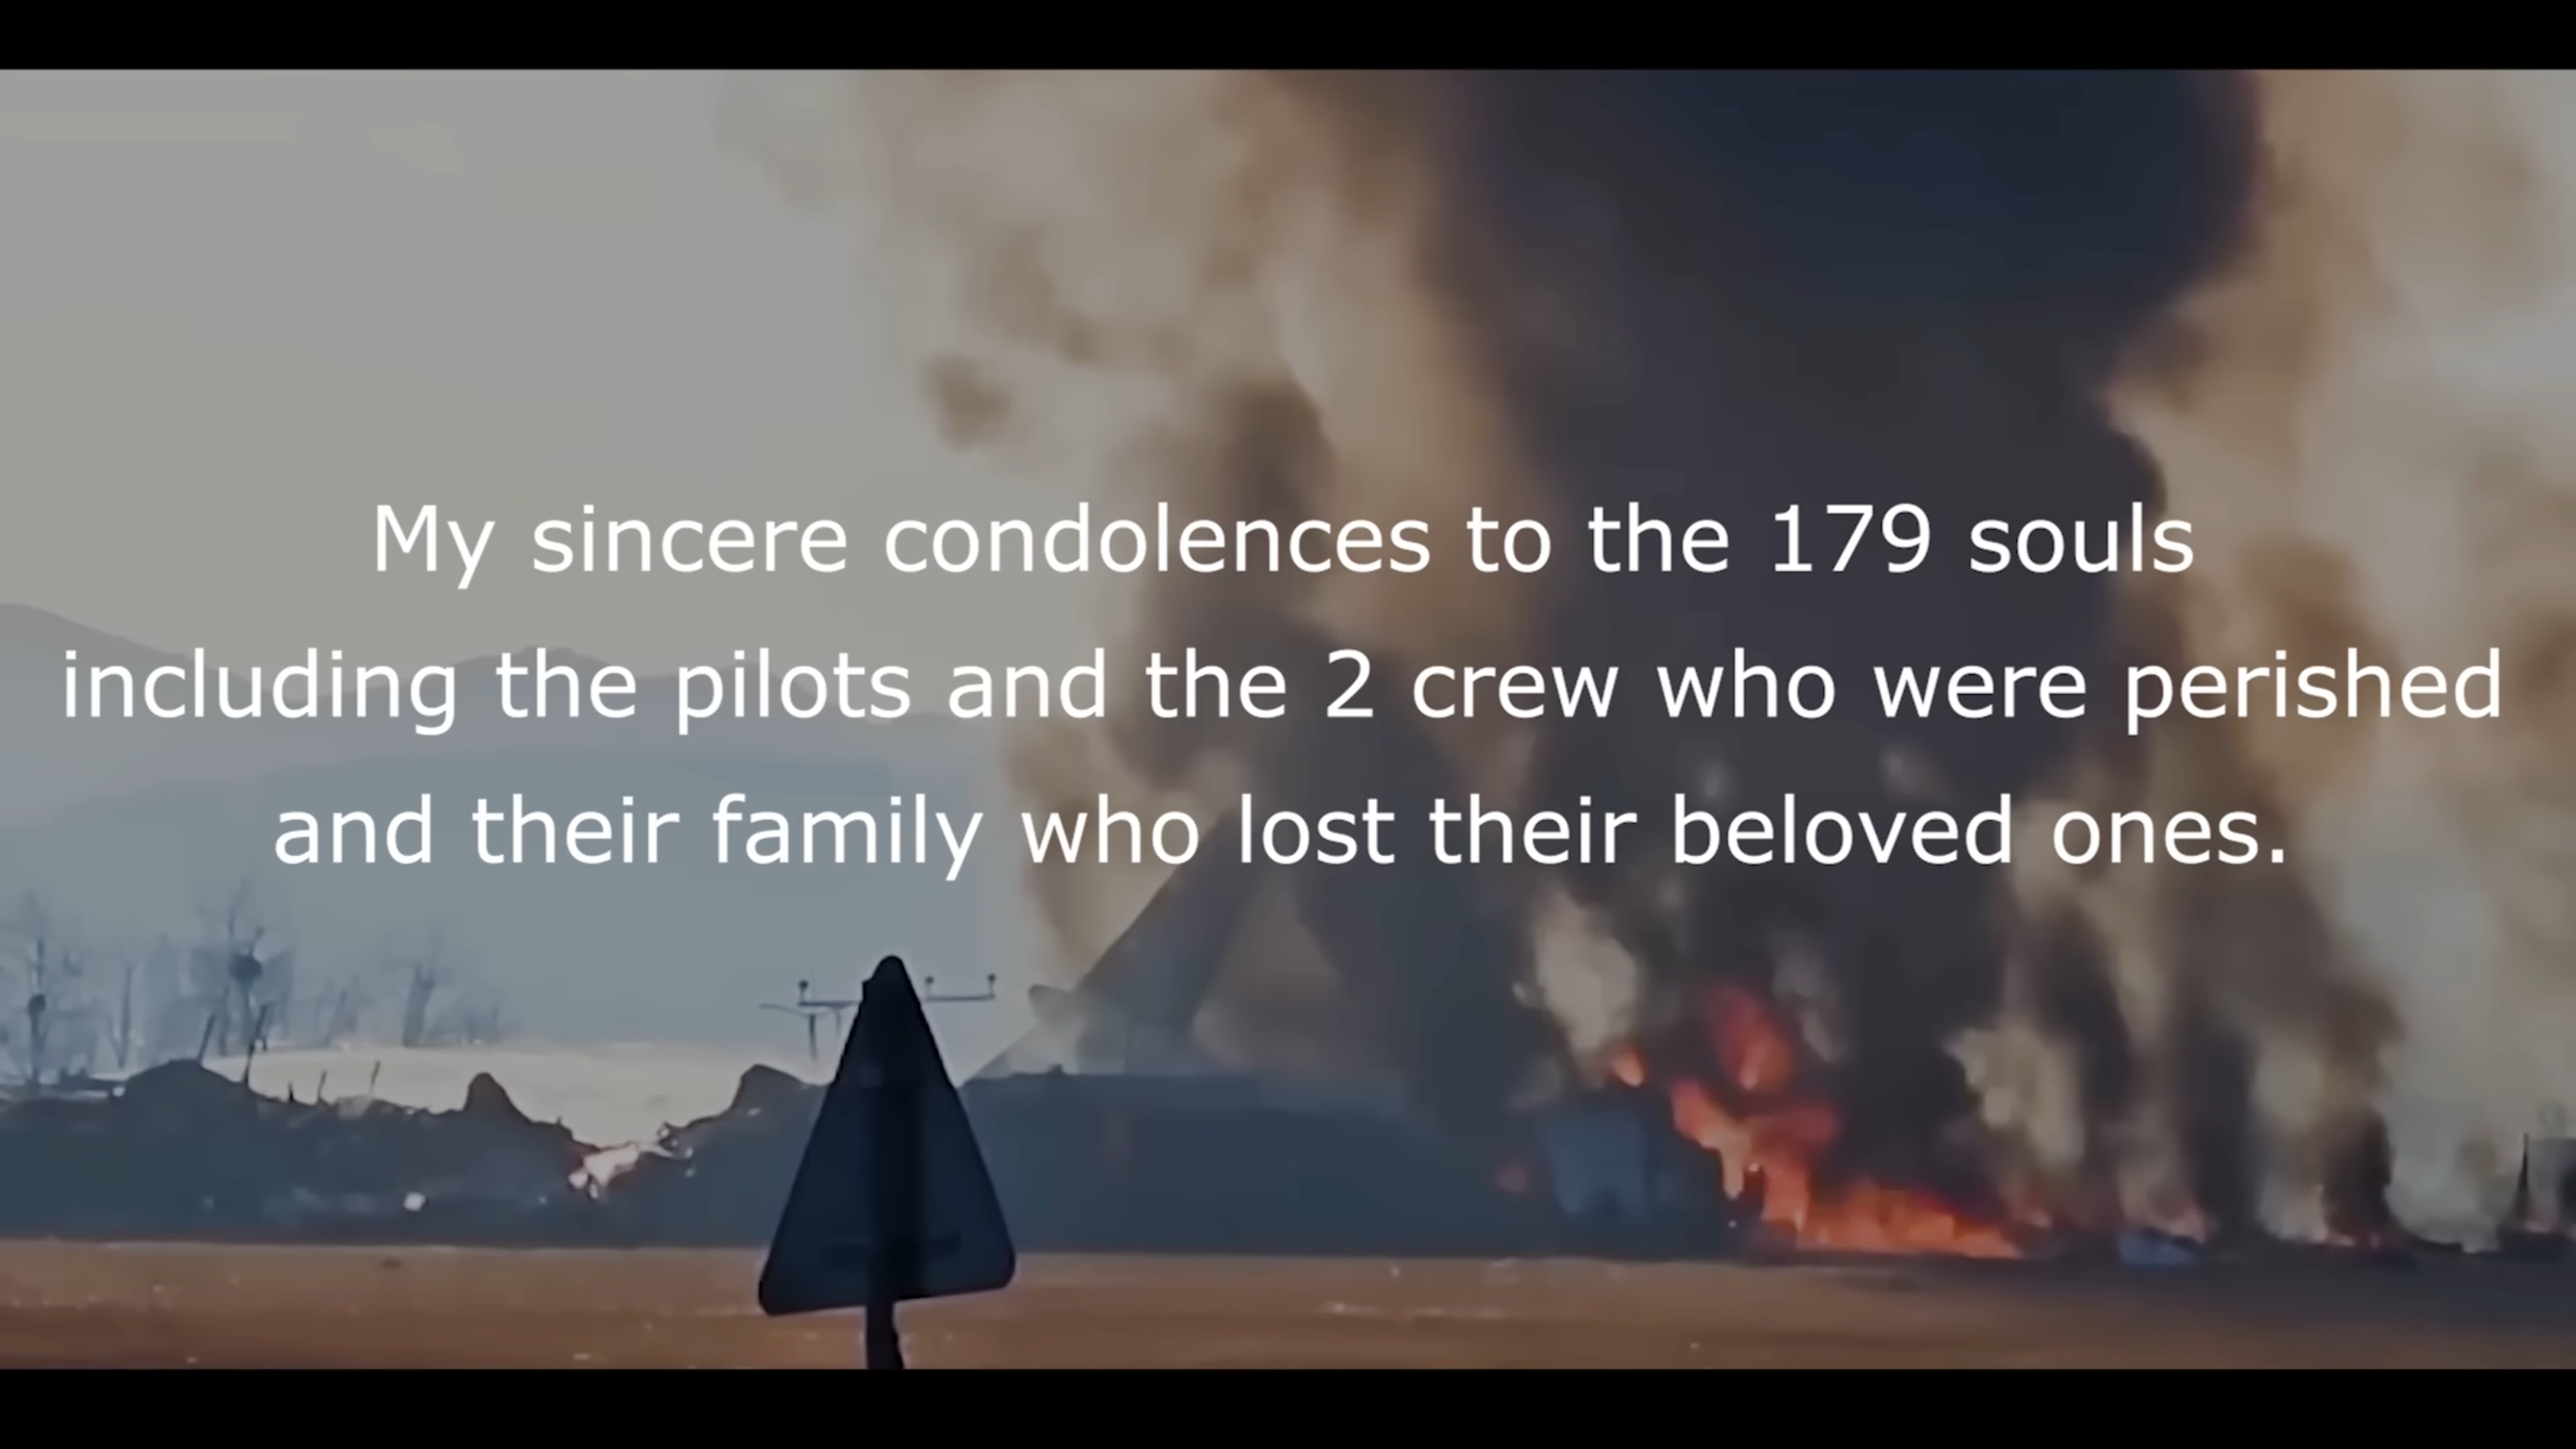 My sincere condolences to the 179 souls
including the pilots and the 2 crew who were perished
and their family who lost their beloved ones.